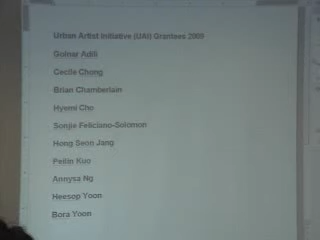 Urban Artist Initiative (UAI) Grantees 2009
Golnar Adili
Cecile Chong
Brian Chamberlain
Hyemi Cho
Sonjie Feliciano-Solomon
Hong Seon Jang
Peilin Kuo
Annysa Ng
Heesop Yoon
Bora Yoon